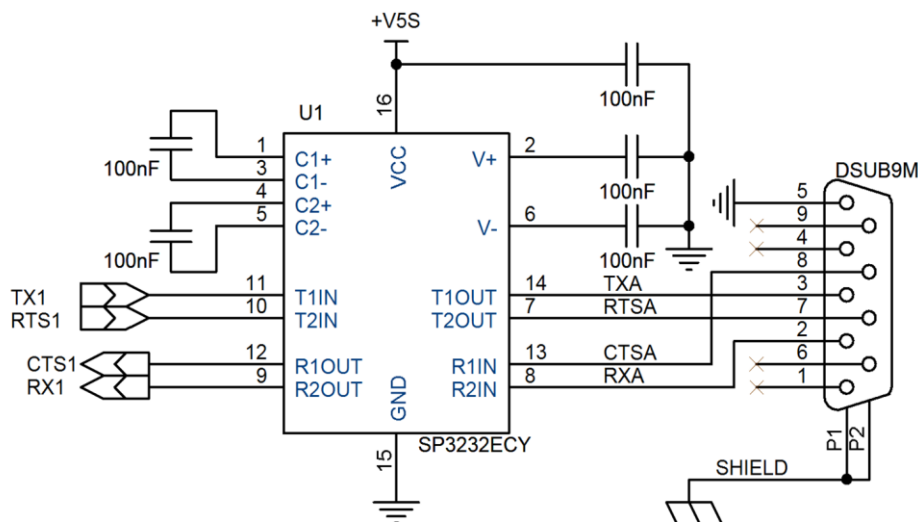 +V5S
100nF
16
U1
DSUB9M
100nF
1
C1+
VCC
V+
2
3
C1-
100nF
4
C2+
5
C2-
V-
6
100nF
100nF
5
9
4
8
TX1
11
T1IN
T1OUT
14
TXA
3
RTS1
10
T2IN
T2OUT
7
RTSA
7
2
CTS1
12
R1OUT
R1IN
13
CTSA
6
RX1
9
R2OUT
R2IN
8
RXA
1
GND
SP3232ECY
P1
P2
15
SHIELD